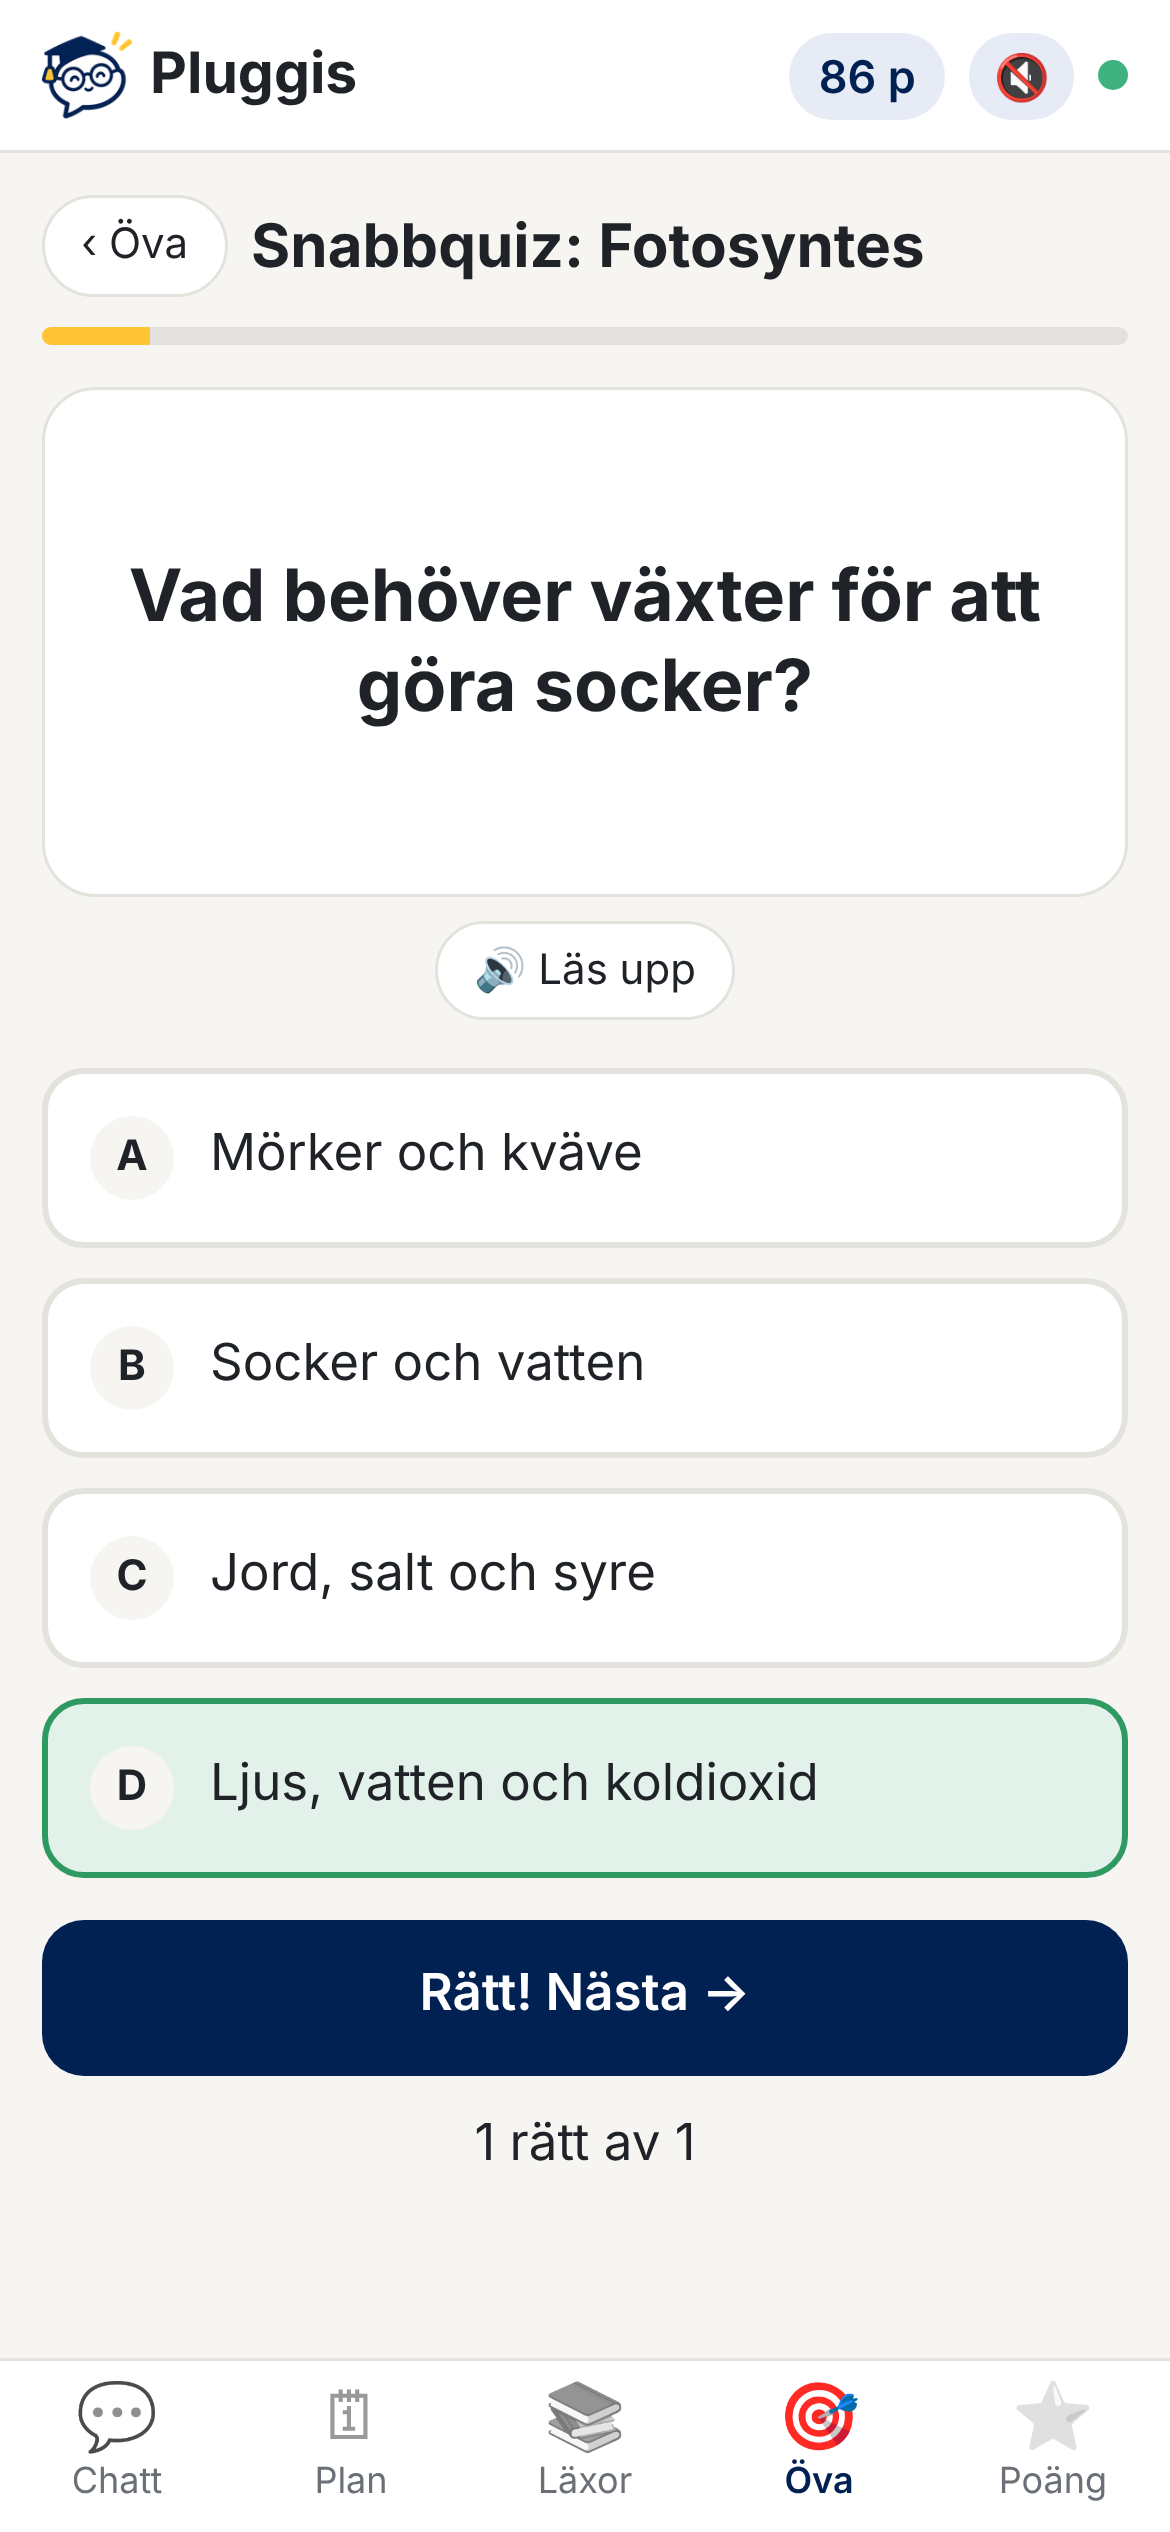 Pluggis
86 p
‹ Öva
Snabbquiz: Fotosyntes
Vad behöver växter för att
göra socker?
Läs upp
A Mörker och kväve
B Socker och vatten
C Jord, salt och syre
D Ljus, vatten och koldioxid
Rätt! Nästa →
1 rätt av 1
Chatt
Plan
Läxor
Öva
Poäng